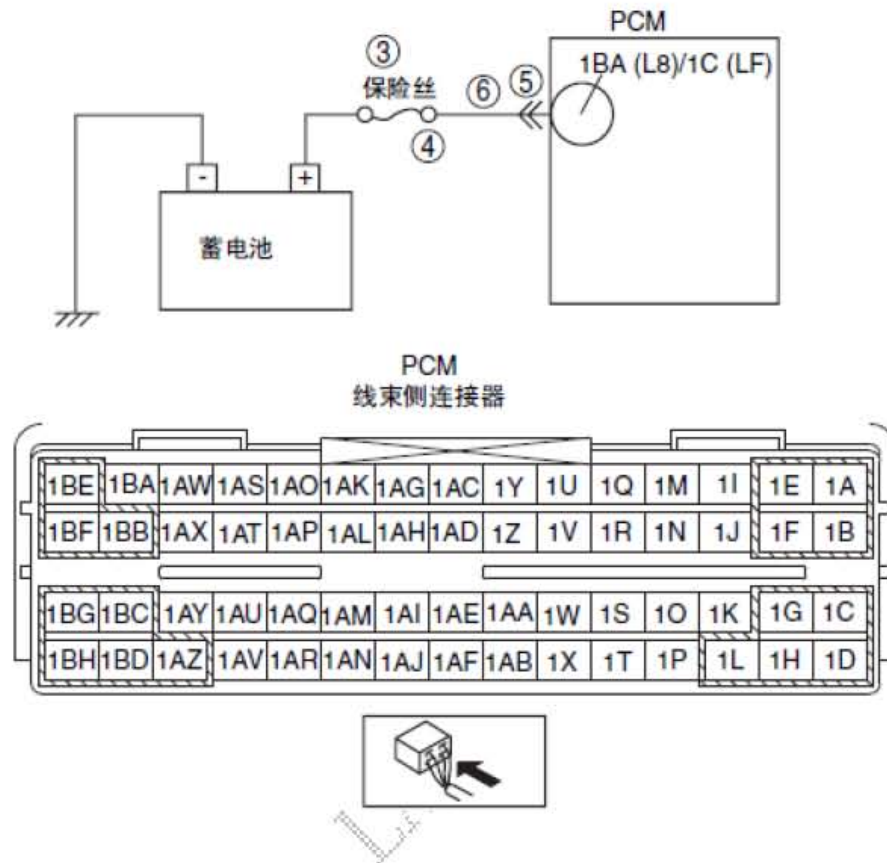 PCM
1BA (L8)/1C (LF)
③
保险丝
⑥
⑤
④
-
+
蓄电池
PCM
线束侧连接器
1BE 1BA 1AW 1AS 1AO 1AK 1AG 1AC 1Y 1U 1Q 1M 1I 1E 1A
1BF 1BB 1AX 1AT 1AP 1AL 1AH 1AD 1Z 1V 1R 1N 1J 1F 1B
1BG 1BC 1AY 1AU 1AQ 1AM 1AI 1AE 1AA 1W 1S 1O 1K 1G 1C
1BH 1BD 1AZ 1AV 1AR 1AN 1AJ 1AF 1AB 1X 1T 1P 1L 1H 1D